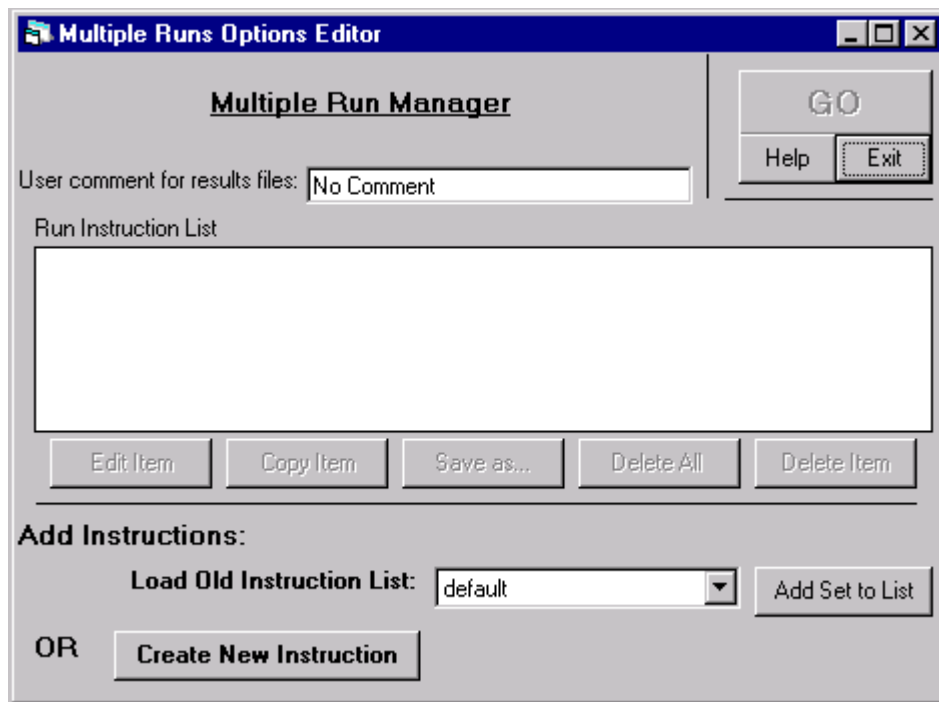 Multiple Runs Options Editor
Multiple Run Manager
GO
Help Exit
User comment for results files: No Comment
Run Instruction List
Edit Item Copy Item Save as... Delete All Delete Item
Add Instructions:
Load Old Instruction List: default Add Set to List
OR Create New Instruction